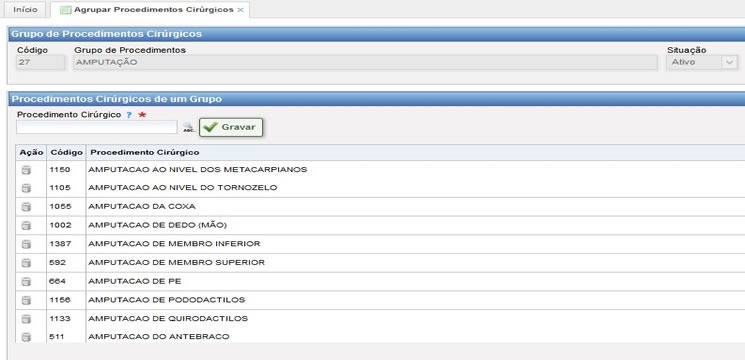 Início Agrupar Procedimentos Cirúrgicos ×
Grupo de Procedimentos Cirúrgicos
Código Grupo de Procedimentos Situação
27 AMPUTAÇÃO Ativo
Procedimentos Cirúrgicos de um Grupo
Procedimento Cirúrgico ? *
ABC.. Gravar
Ação Código Procedimento Cirúrgico
1150 AMPUTACAO AO NIVEL DOS METACARPIANOS
1105 AMPUTACAO AO NIVEL DO TORNOZELO
1055 AMPUTACAO DA COXA
1002 AMPUTACAO DE DEDO (MÃO)
1387 AMPUTACAO DE MEMBRO INFERIOR
592 AMPUTACAO DE MEMBRO SUPERIOR
664 AMPUTACAO DE PE
1156 AMPUTACAO DE PODODACTILOS
1133 AMPUTACAO DE QUIRODACTILOS
511 AMPUTACAO DO ANTEBRACO